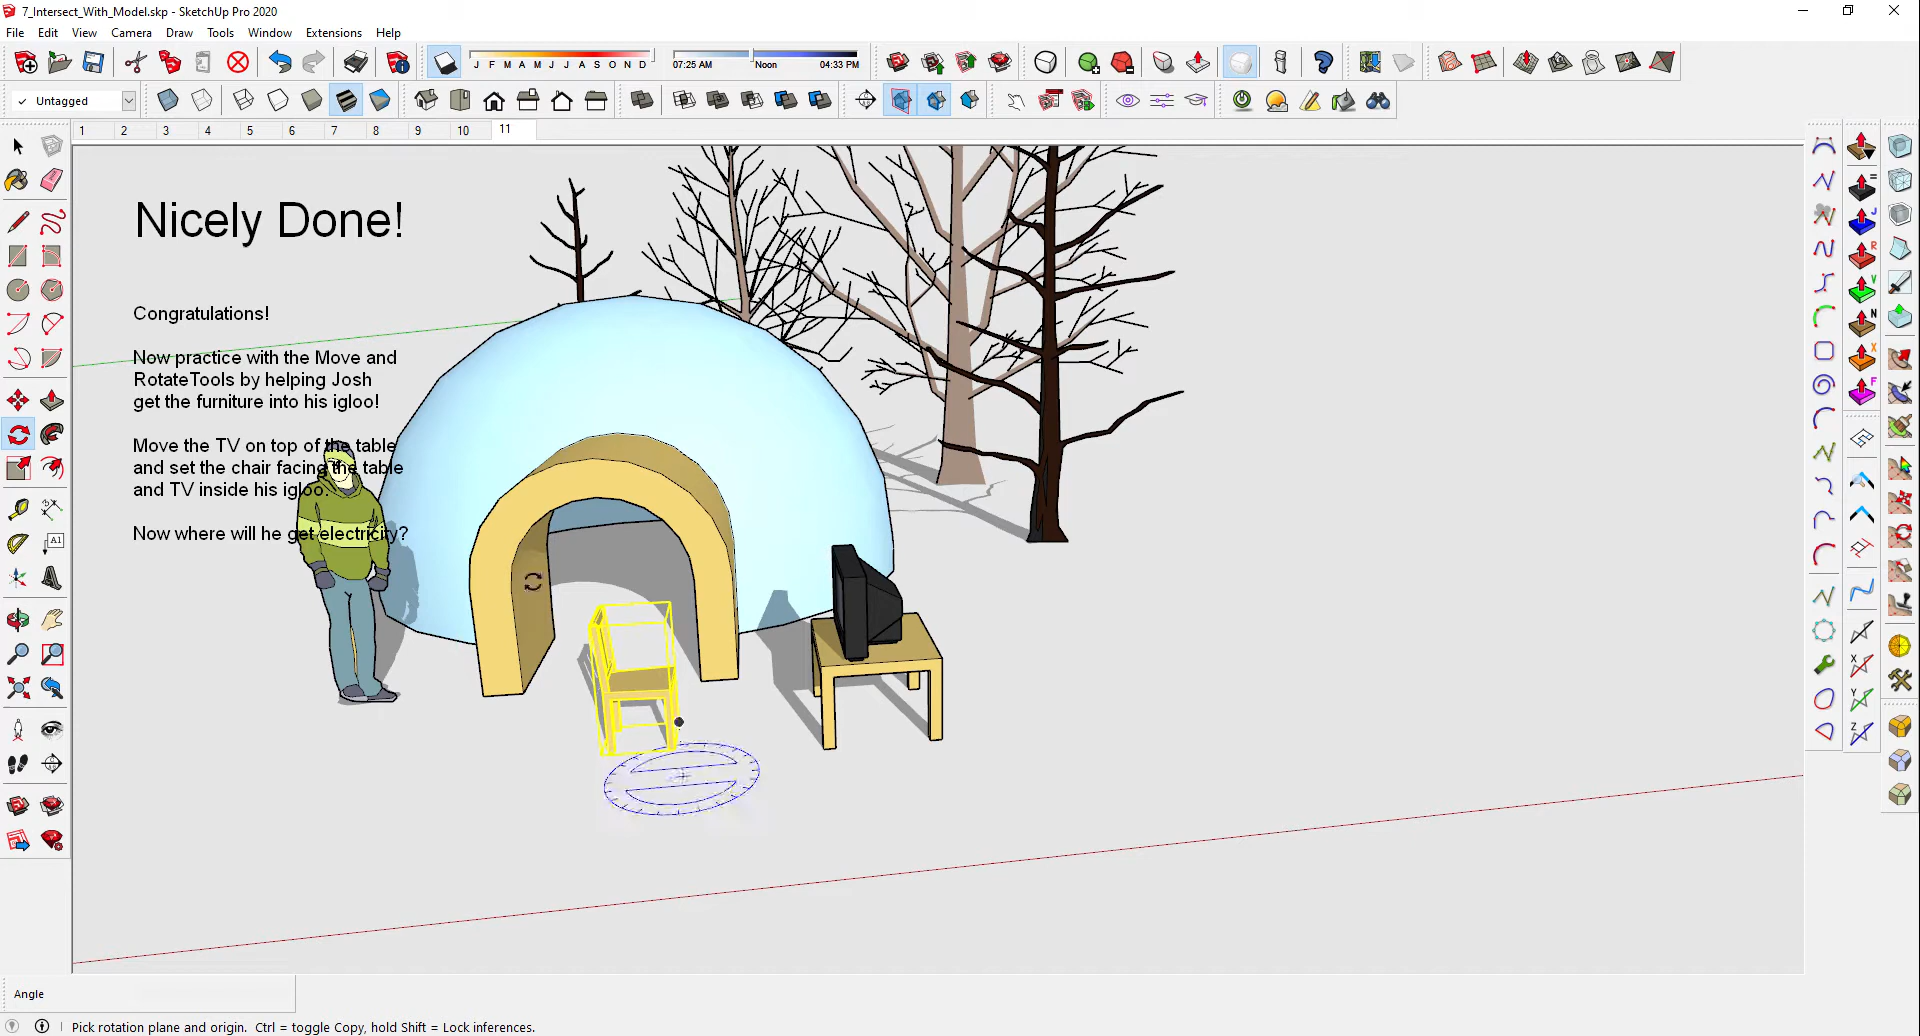 7_Intersect_With_Model.skp - SketchUp Pro 2020
File Edit View Camera Draw Tools Window Extensions Help
J F M A M J J A S O N D
07:25 AM Noon 04:33 PM
Untagged
1 2 3 4 5 6 7 8 9 10 11
Nicely Done!
Congratulations!
Now practice with the Move and
RotateTools by helping Josh
get the furniture into his igloo!
Move the TV on top of the table
and set the chair facing the table
and TV inside his igloo.
Now where will he get electricity?
A1
=
J
R
V
N
X
F
X
Y
Z
Angle
Pick rotation plane and origin. Ctrl = toggle Copy, hold Shift = Lock inferences.